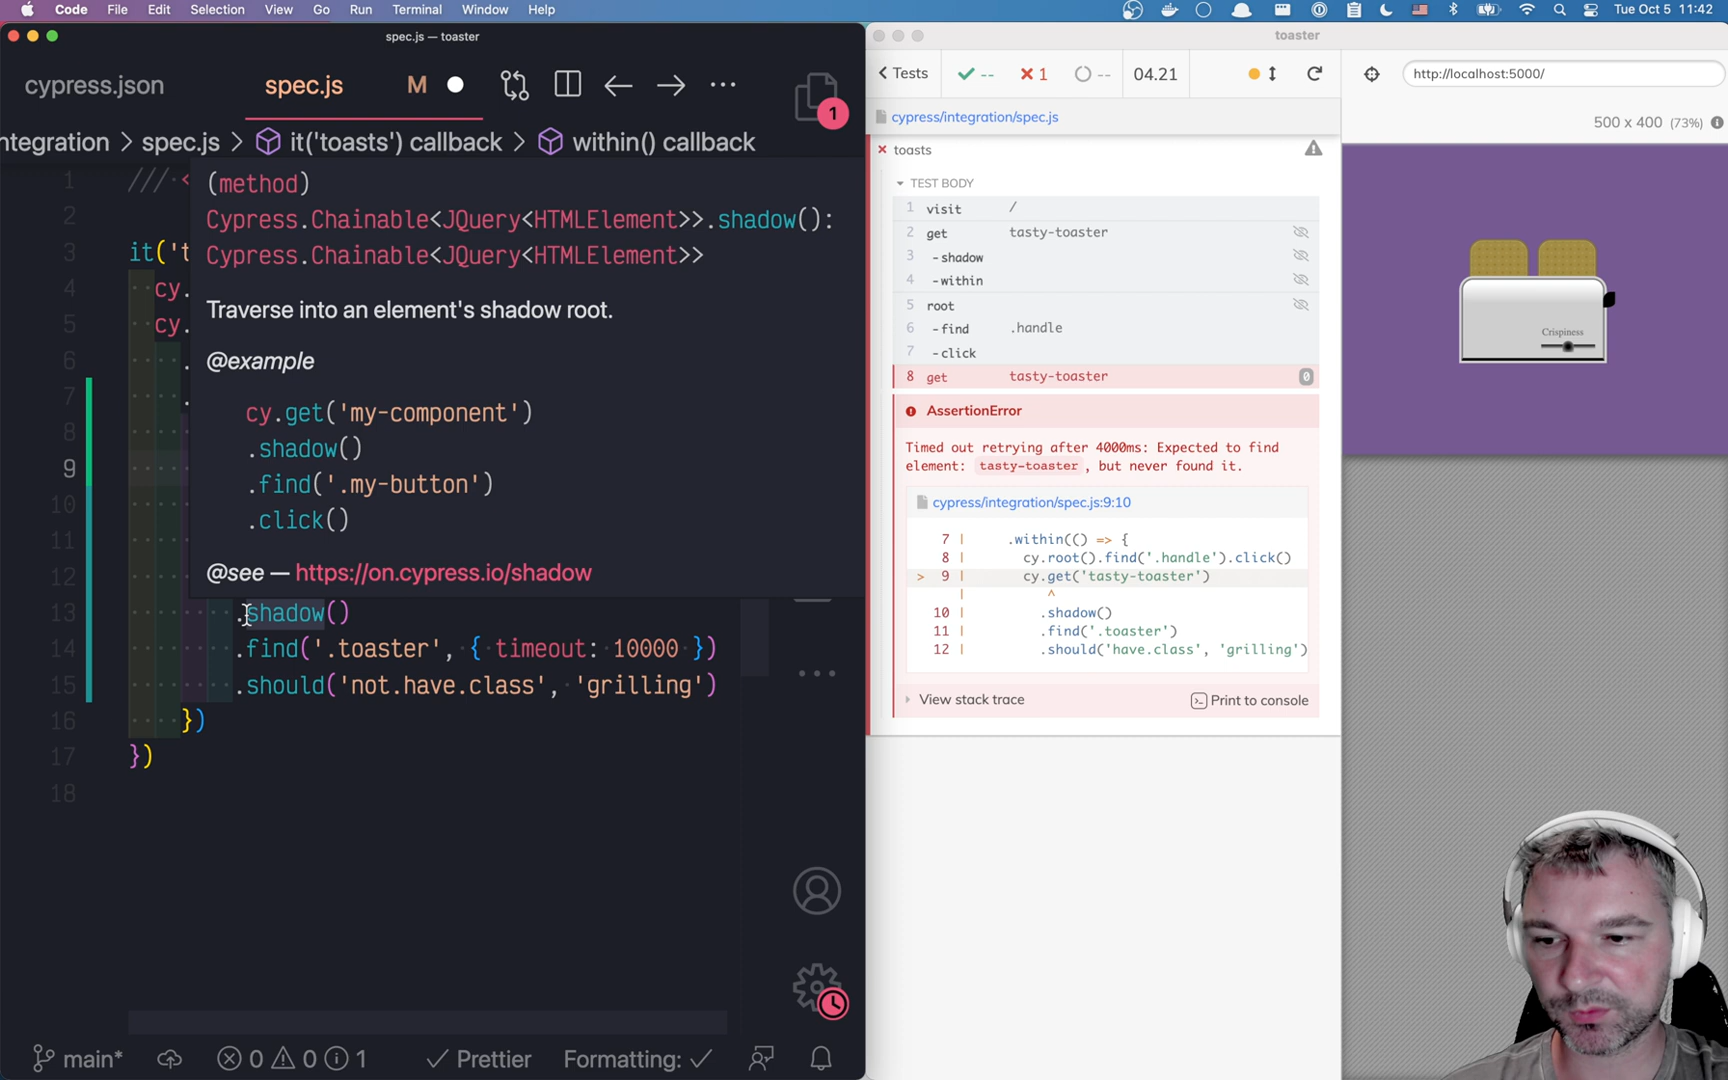 Code File Edit Selection View Go Run Terminal Window Help Tue Oct 5 11:42
spec.js — toaster
cypress.json spec.js M
1
ntegration > spec.js > it('toasts') callback > within() callback
1 /// <
2
3 it('t
4 cy.
5 cy.
6 .
7 .
8
9
10
11
12
(method)
Cypress.Chainable<JQuery<HTMLElement>>.shadow():
Cypress.Chainable<JQuery<HTMLElement>>
Traverse into an element's shadow root.
@example
cy.get('my-component')
.shadow()
.find('.my-button')
.click()
@see — https://on.cypress.io/shadow
13 .shadow()
14 .find('.toaster', { timeout: 10000 })
15 .should('not.have.class', 'grilling')
16 })
17 })
18
main* 0 0 1 Prettier Formatting:
toaster
< Tests -- 1 -- 04.21
http://localhost:5000/
500 x 400 (73%)
cypress/integration/spec.js
toasts
TEST BODY
1 visit /
2 get tasty-toaster
3 -shadow
4 -within
5 root
6 -find .handle
7 -click
8 get tasty-toaster 0
AssertionError
Timed out retrying after 4000ms: Expected to find
element: tasty-toaster, but never found it.
cypress/integration/spec.js:9:10
7 | .within(() => {
8 | cy.root().find('.handle').click()
> 9 | cy.get('tasty-toaster')
| ^
10 | .shadow()
11 | .find('.toaster')
12 | .should('have.class', 'grilling')
View stack trace Print to console
Crispiness